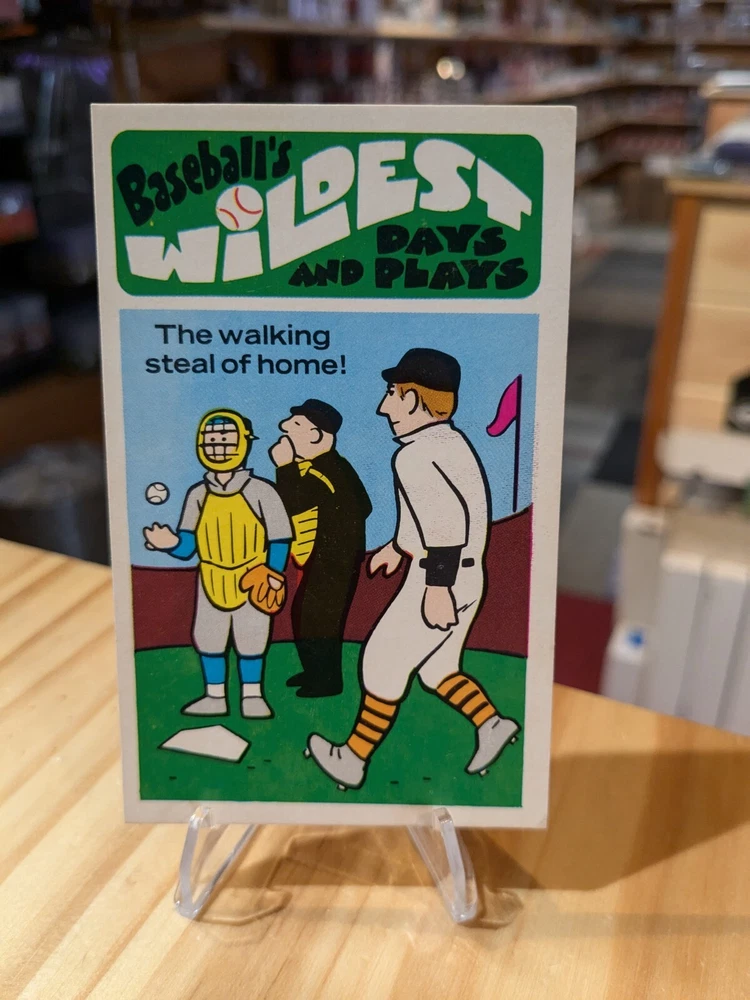 Baseball's
WiLDEST
DAYS
AND PLAYS
The walking
steal of home!